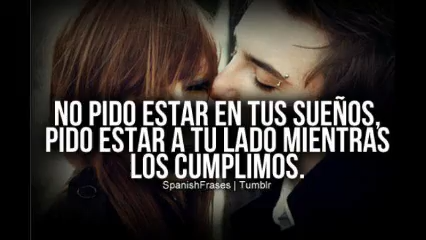 NO PIDO ESTAR EN TUS SUEÑOS,
PIDO ESTAR A TU LADO MIENTRAS
LOS CUMPLIMOS.
SpanishFrases | Tumblr